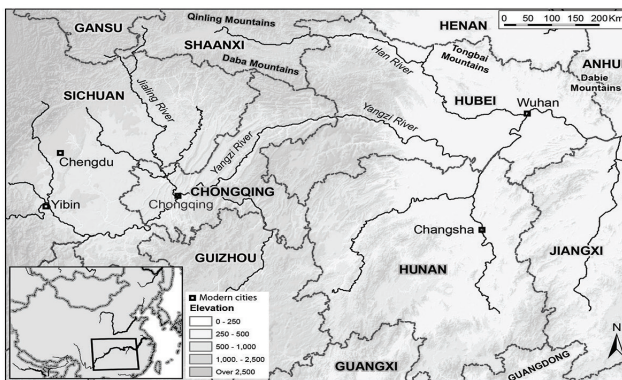 GANSU
Qinling Mountains
HENAN
0 50 100 150 200 Km
SHAANXI
Daba Mountains
Han River
Tongbai
Mountains
ANHUI
Dabie
Mountains
Jialing River
SICHUAN
HUBEI
Wuhan
Yangzi River
Yangzi River
Chengdu
CHONGQING
Chongqing
Yibin
Changsha
GUIZHOU
HUNAN
JIANGXI
GUANGXI
GUANGDONG
N
Modern cities
Elevation
0 - 250
250 - 500
500 - 1,000
1,000. - 2,500
Over 2,500